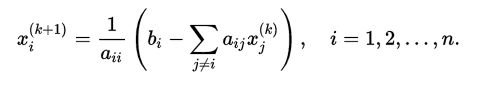 x_i^{(k+1)} = \frac{1}{a_{ii}} \left( b_i - \sum_{j \neq i} a_{ij} x_j^{(k)} \right), \quad i = 1, 2, \ldots, n.